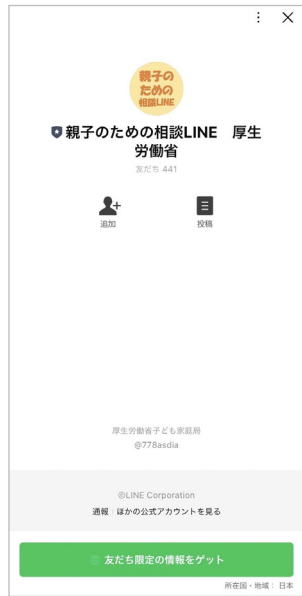 親子の
ための
相談LINE
親子のための相談LINE　厚生
労働省
友だち 441
追加
投稿
厚生労働省子ども家庭局
@778asdia
©LINE Corporation
通報 | ほかの公式アカウントを見る
友だち限定の情報をゲット
所在国・地域： 日本